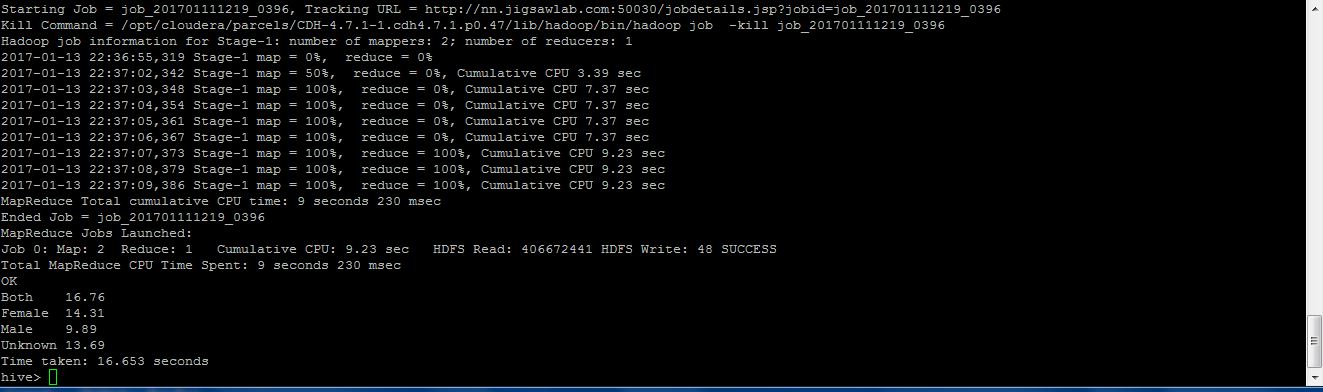 Starting Job = job_201701111219_0396, Tracking URL = http://nn.jigsawlab.com:50030/jobdetails.jsp?jobid=job_201701111219_0396
Kill Command = /opt/cloudera/parcels/CDH-4.7.1-1.cdh4.7.1.p0.47/lib/hadoop/bin/hadoop job  -kill job_201701111219_0396
Hadoop job information for Stage-1: number of mappers: 2; number of reducers: 1
2017-01-13 22:36:55,319 Stage-1 map = 0%,  reduce = 0%
2017-01-13 22:37:02,342 Stage-1 map = 50%,  reduce = 0%, Cumulative CPU 3.39 sec
2017-01-13 22:37:03,348 Stage-1 map = 100%,  reduce = 0%, Cumulative CPU 7.37 sec
2017-01-13 22:37:04,354 Stage-1 map = 100%,  reduce = 0%, Cumulative CPU 7.37 sec
2017-01-13 22:37:05,361 Stage-1 map = 100%,  reduce = 0%, Cumulative CPU 7.37 sec
2017-01-13 22:37:06,367 Stage-1 map = 100%,  reduce = 0%, Cumulative CPU 7.37 sec
2017-01-13 22:37:07,373 Stage-1 map = 100%,  reduce = 100%, Cumulative CPU 9.23 sec
2017-01-13 22:37:08,379 Stage-1 map = 100%,  reduce = 100%, Cumulative CPU 9.23 sec
2017-01-13 22:37:09,386 Stage-1 map = 100%,  reduce = 100%, Cumulative CPU 9.23 sec
MapReduce Total cumulative CPU time: 9 seconds 230 msec
Ended Job = job_201701111219_0396
MapReduce Jobs Launched:
Job 0: Map: 2  Reduce: 1   Cumulative CPU: 9.23 sec   HDFS Read: 406672441 HDFS Write: 48 SUCCESS
Total MapReduce CPU Time Spent: 9 seconds 230 msec
OK
Both    16.76
Female  14.31
Male    9.89
Unknown 13.69
Time taken: 16.653 seconds
hive>